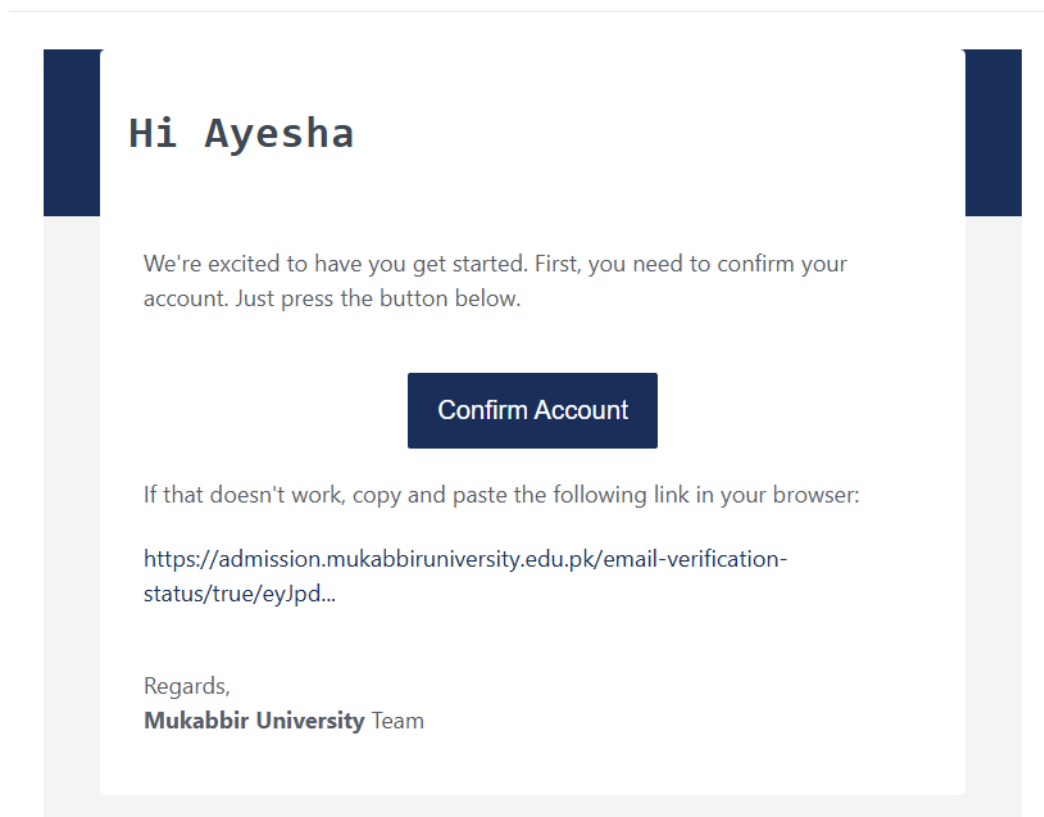 Hi Ayesha
We're excited to have you get started. First, you need to confirm your
account. Just press the button below.
Confirm Account
If that doesn't work, copy and paste the following link in your browser:
https://admission.mukabbiruniversity.edu.pk/email-verification-
status/true/eyJpd...
Regards,
Mukabbir University Team